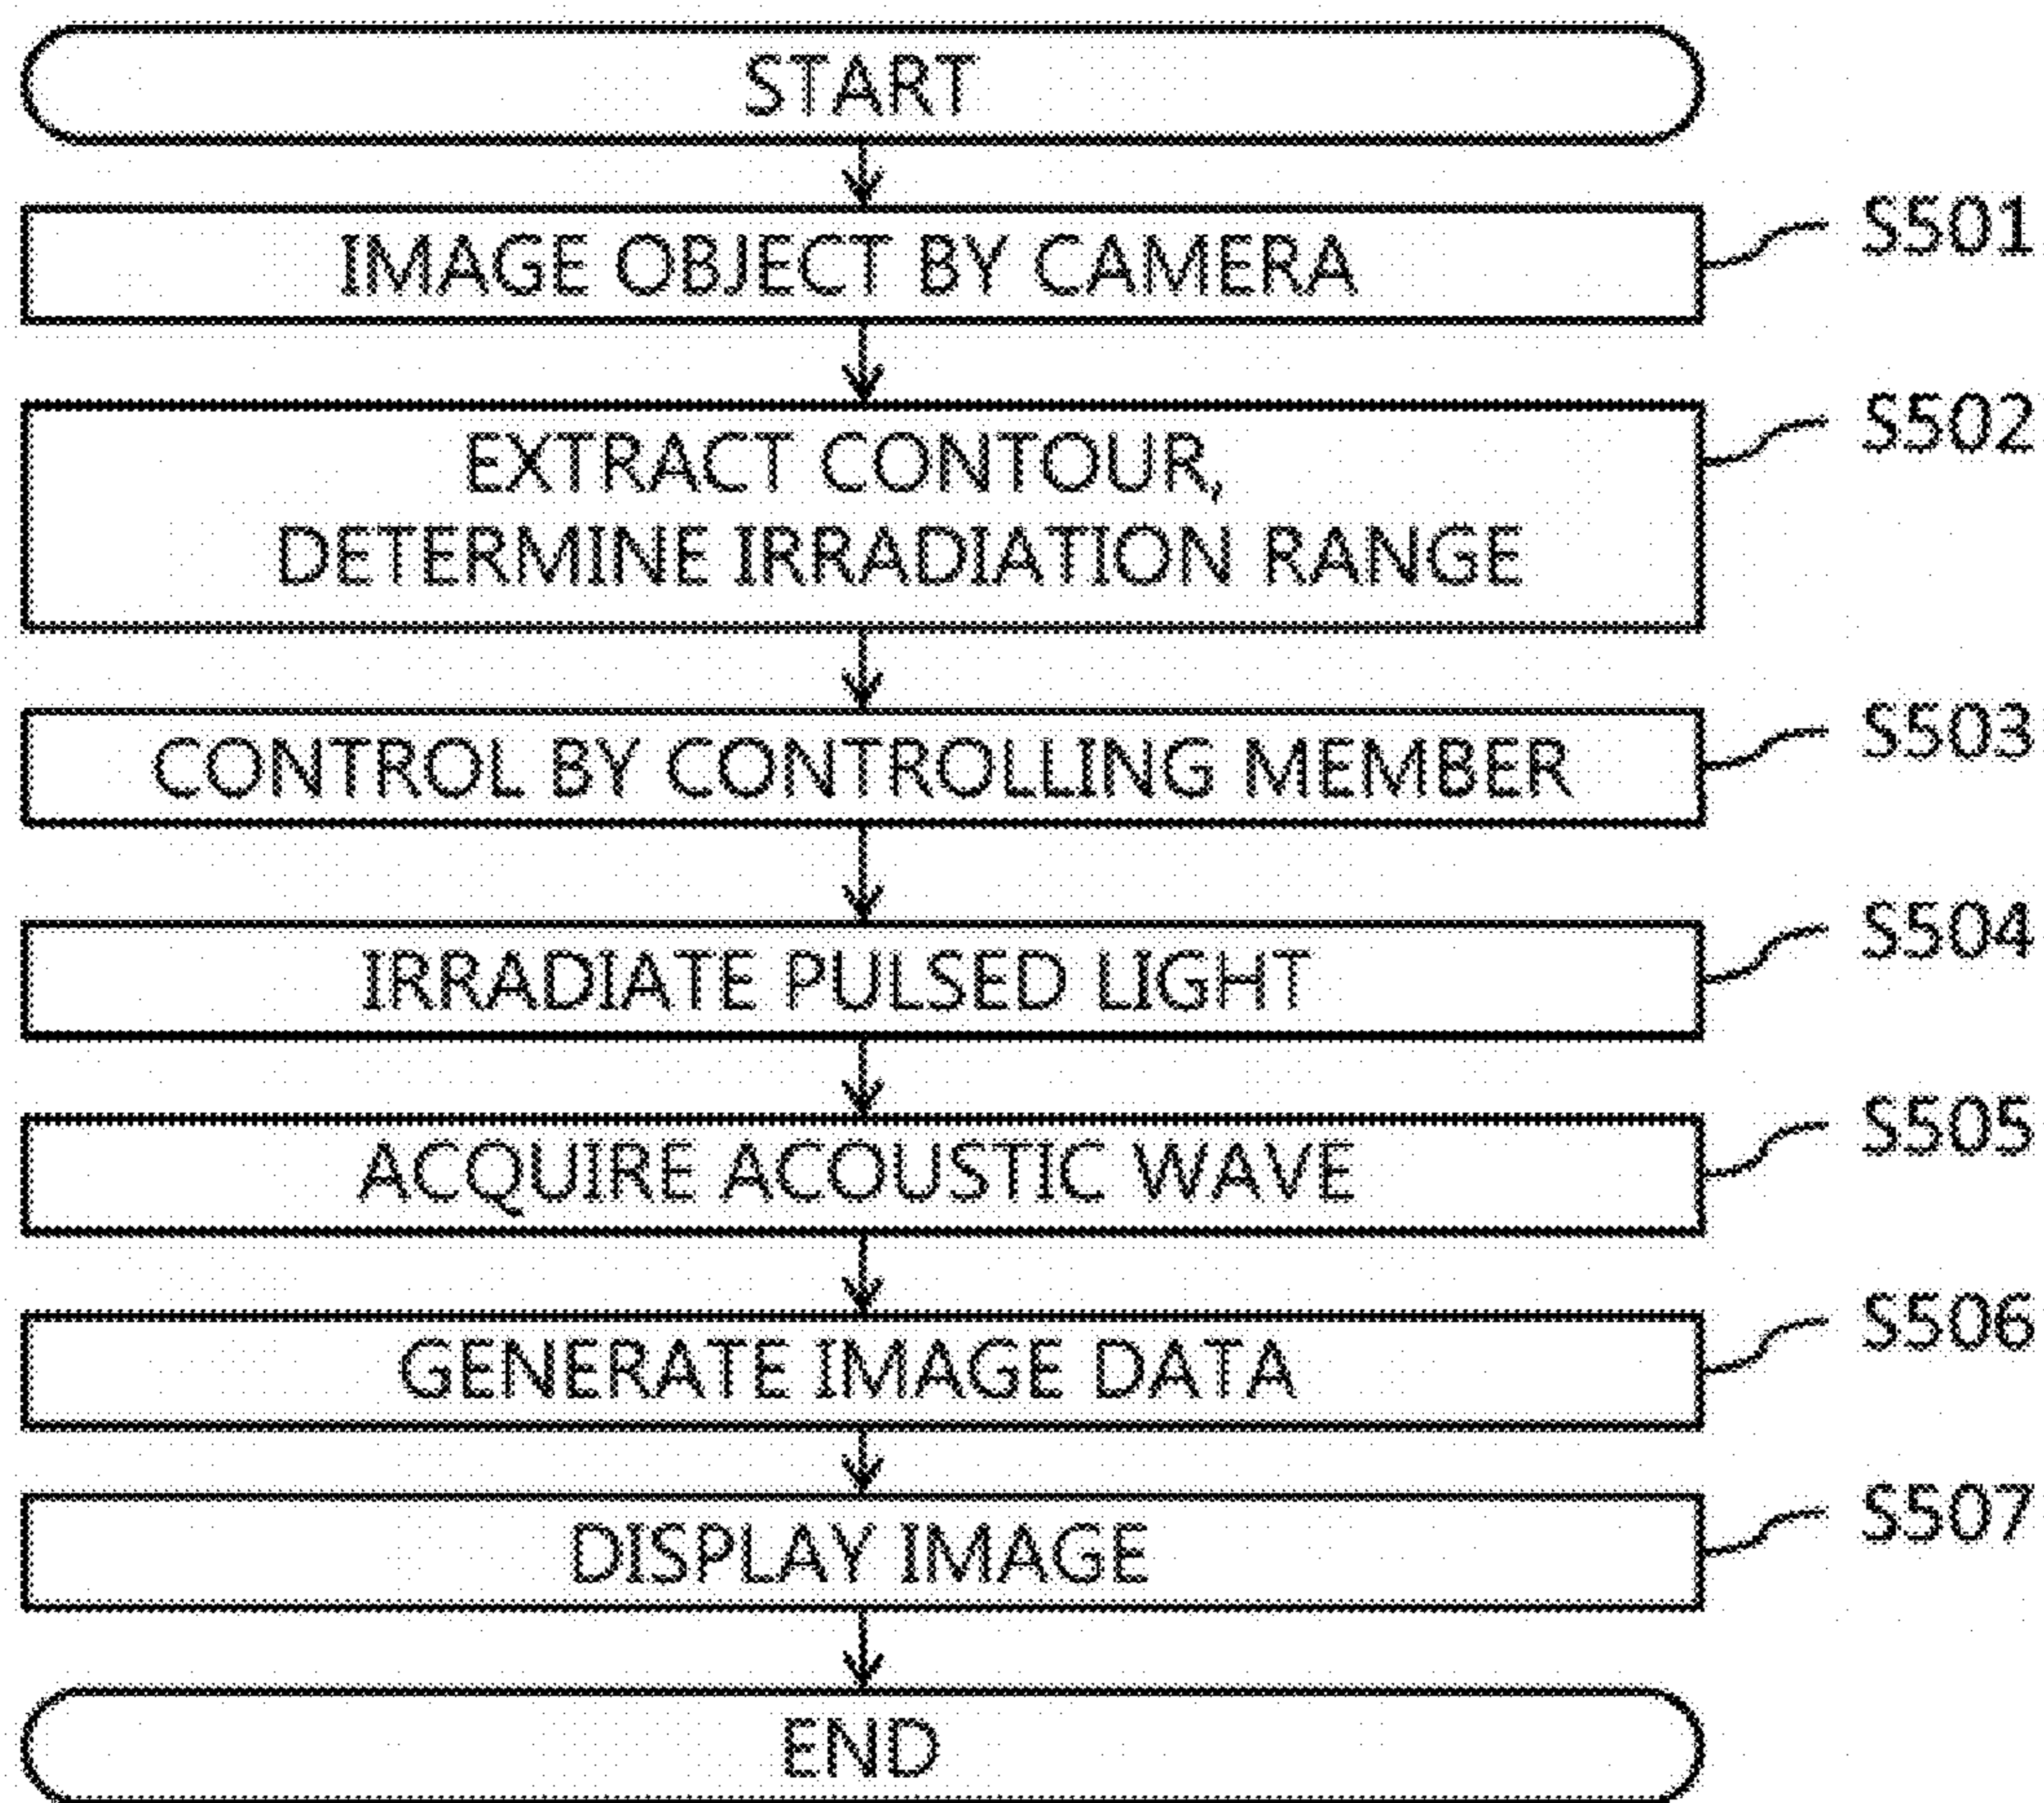 START
IMAGE OBJECT BY CAMERA
S501
EXTRACT CONTOUR,
DETERMINE IRRADIATION RANGE
S502
CONTROL BY CONTROLLING MEMBER
S503
IRRADIATE PULSED LIGHT
S504
ACQUIRE ACOUSTIC WAVE
S505
GENERATE IMAGE DATA
S506
DISPLAY IMAGE
S507
END